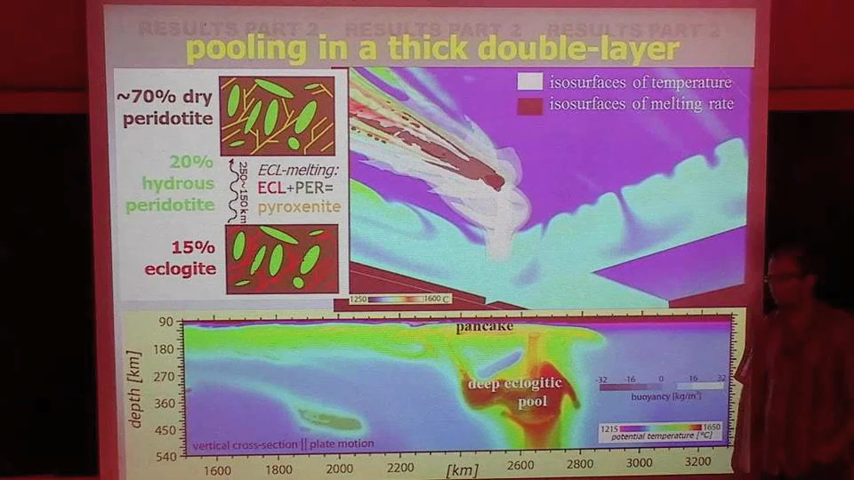 RESULTS PART 2 RESULTS PART 2 RESULTS PART 2
pooling in a thick double-layer
~70% dry
peridotite
20%
hydrous
peridotite
15%
eclogite
250~150 km
ECL-melting:
ECL+PER=
pyroxenite
isosurfaces of temperature
isosurfaces of melting rate
1250 1600 C
pancake
deep eclogitic
pool
-32 -16 0 16 32
buoyancy [kg/m³]
1215 1650
potential temperature [°C]
vertical cross-section || plate motion
depth [km]
90
180
270
360
450
540
1600 1800 2000 2200 2400 2600 2800 3000 3200
[km]